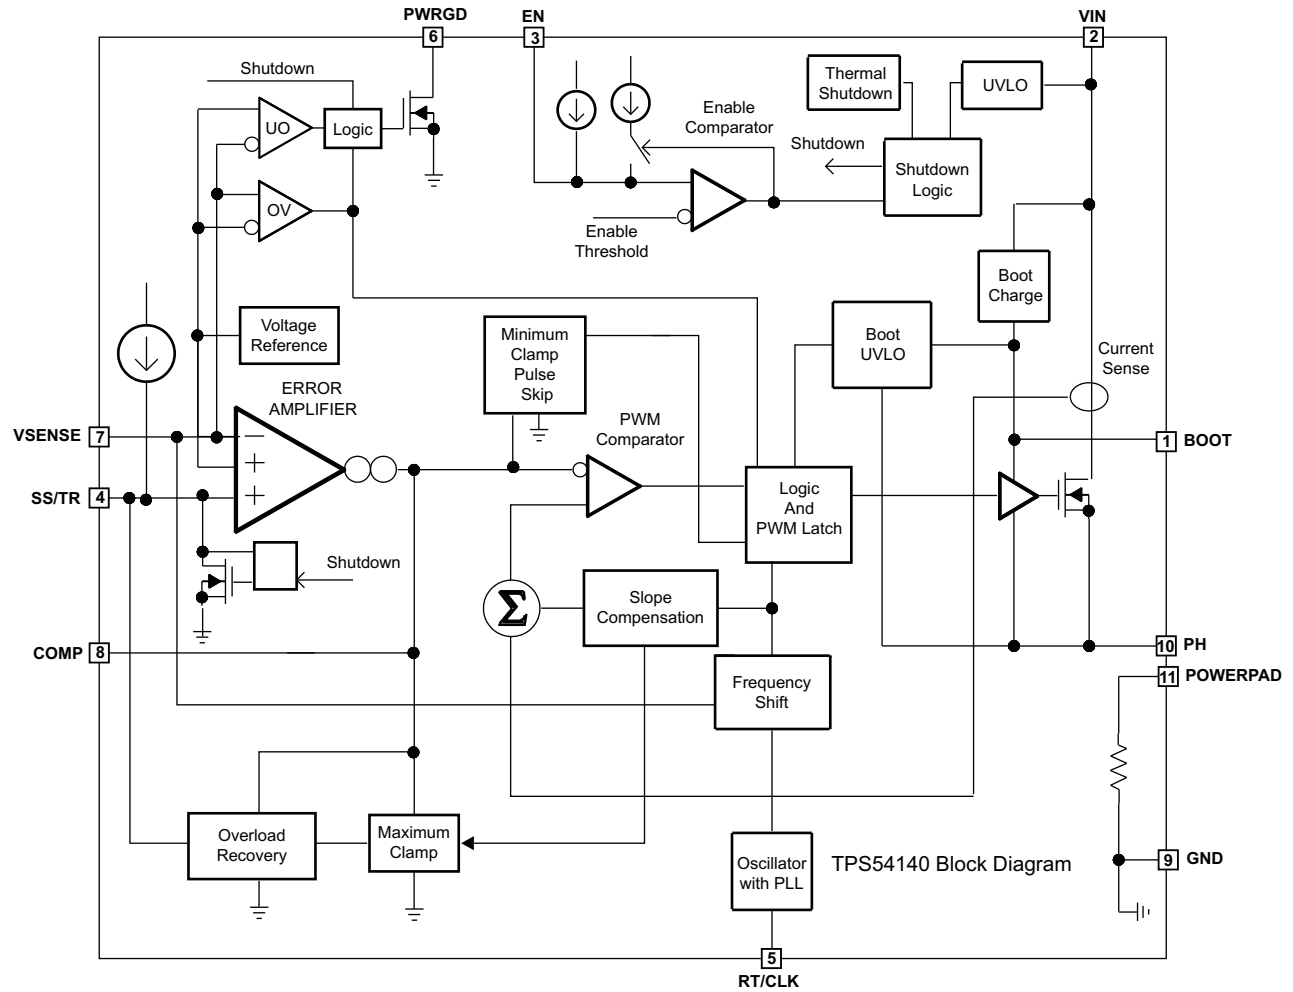 PWRGD
6
EN
3
VIN
2
Shutdown
UO
Logic
OV
Enable
Comparator
Enable
Threshold
Thermal
Shutdown
UVLO
Shutdown
Shutdown
Logic
Boot
Charge
Voltage
Reference
ERROR
AMPLIFIER
Minimum
Clamp
Pulse
Skip
PWM
Comparator
Boot
UVLO
Current
Sense
VSENSE 7
−
+
+
SS/TR 4
1 BOOT
Logic
And
PWM Latch
Shutdown
Σ
Slope
Compensation
COMP 8
10 PH
11 POWERPAD
Frequency
Shift
Overload
Recovery
Maximum
Clamp
Oscillator
with PLL
TPS54140 Block Diagram
9 GND
5
RT/CLK